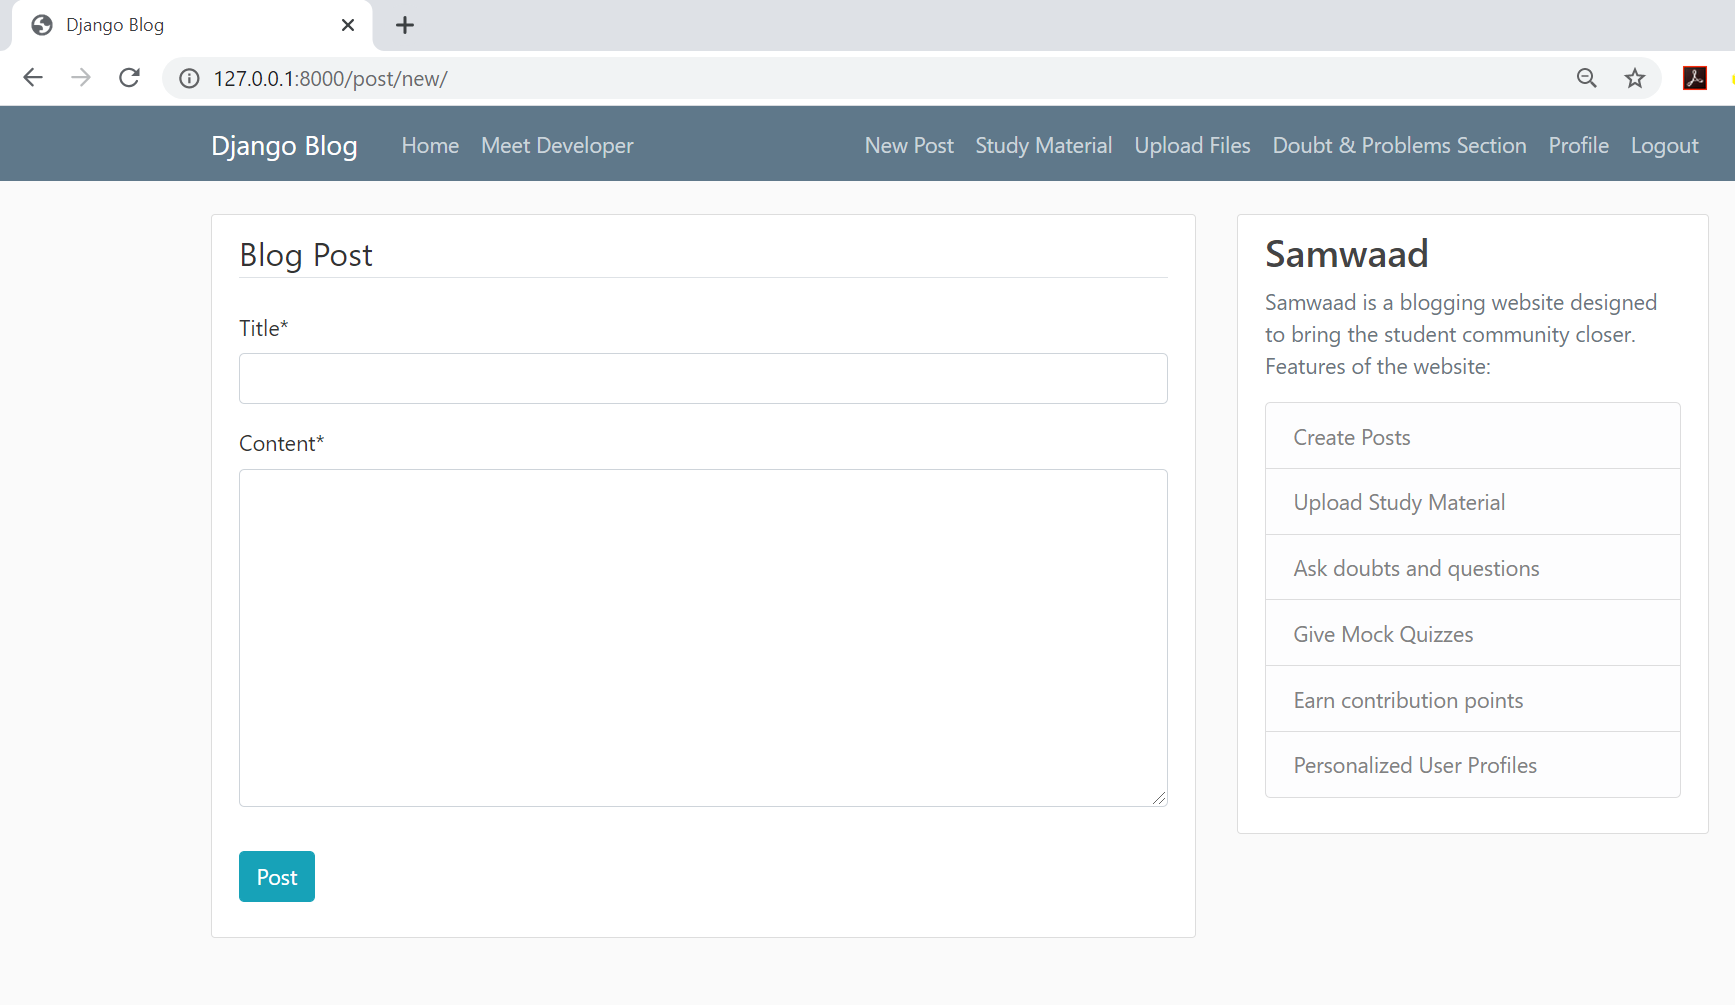 Django Blog
127.0.0.1:8000/post/new/
Django Blog Home Meet Developer New Post Study Material Upload Files Doubt & Problems Section Profile Logout
Blog Post
Title*
Content*
Post
Samwaad
Samwaad is a blogging website designed
to bring the student community closer.
Features of the website:
Create Posts
Upload Study Material
Ask doubts and questions
Give Mock Quizzes
Earn contribution points
Personalized User Profiles